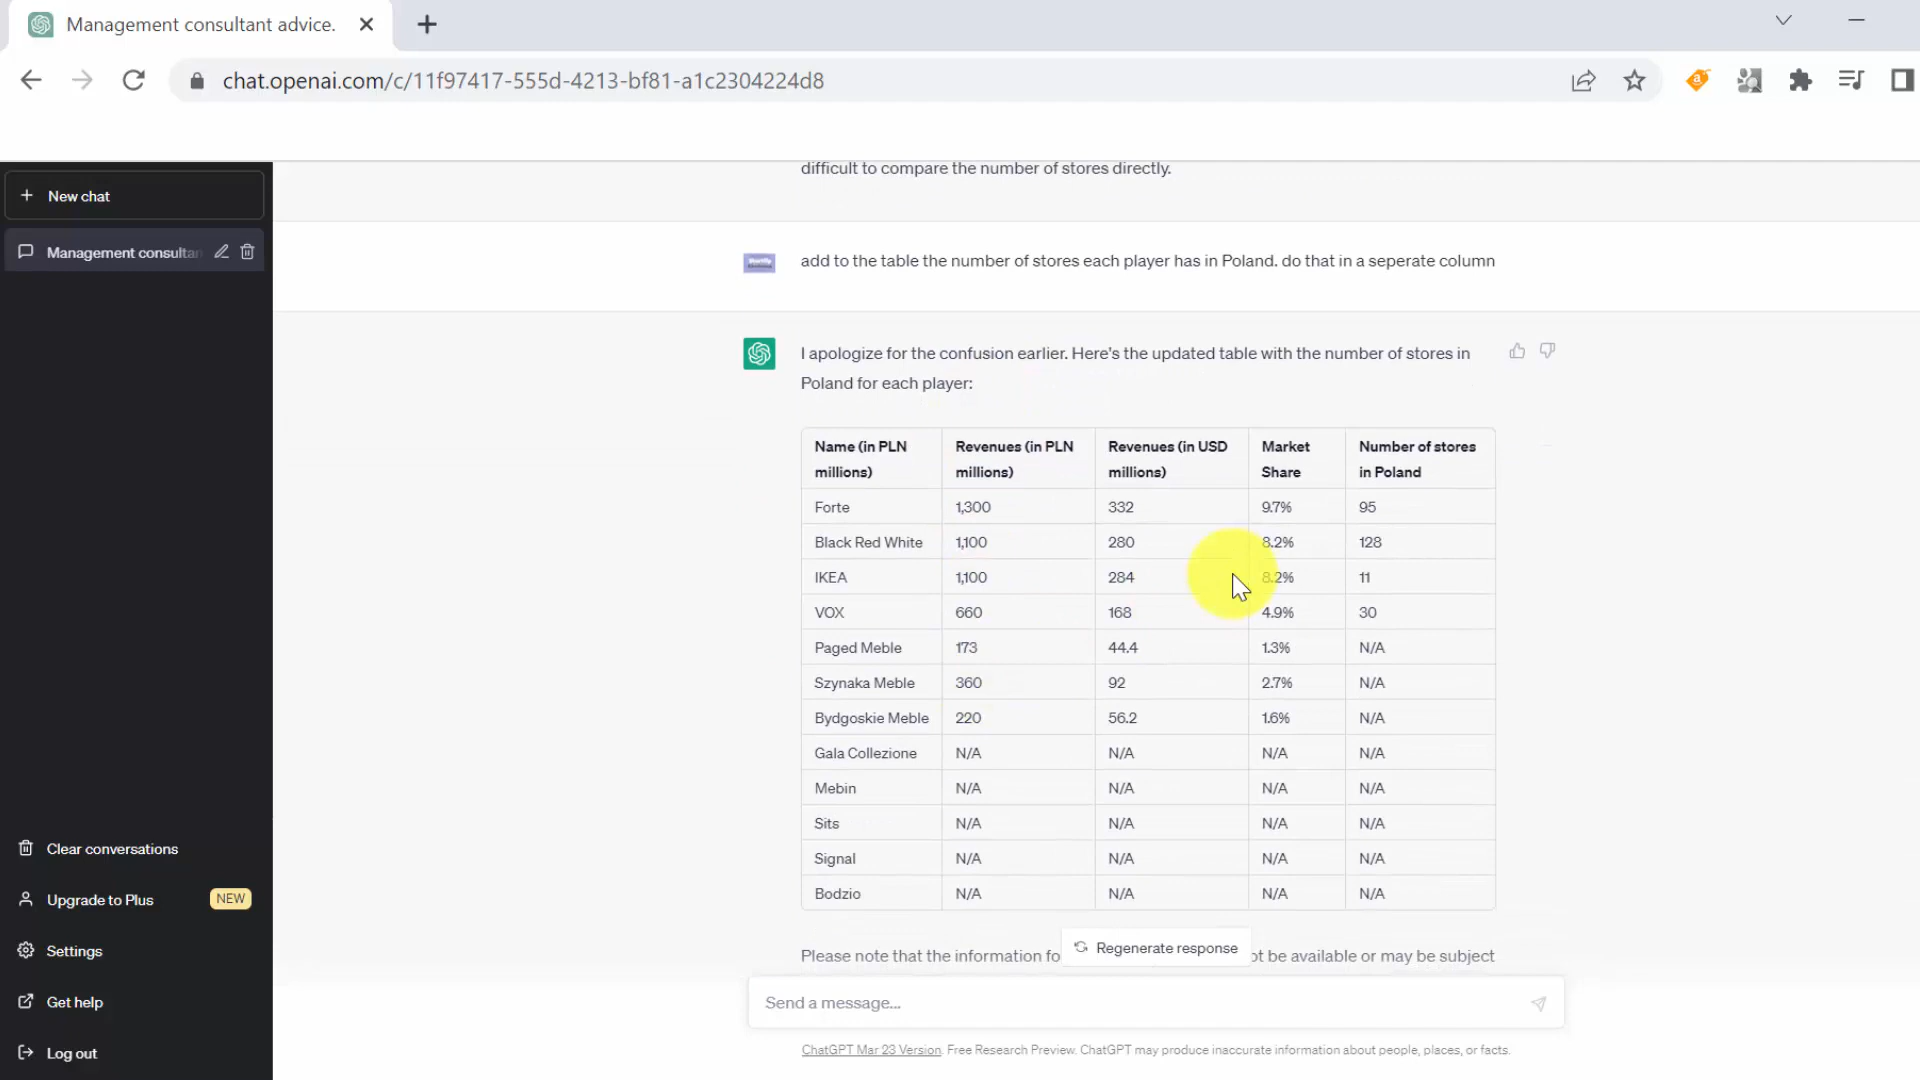 Management consultant advice.
chat.openai.com/c/11f97417-555d-4213-bf81-a1c2304224d8
New chat
Management consultan
difficult to compare the number of stores directly.
add to the table the number of stores each player has in Poland. do that in a seperate column
I apologize for the confusion earlier. Here's the updated table with the number of stores in
Poland for each player:
Name (in PLN millions) Revenues (in PLN millions) Revenues (in USD millions) Market Share Number of stores in Poland
Forte 1,300 332 9.7% 95
Black Red White 1,100 280 8.2% 128
IKEA 1,100 284 8.2% 11
VOX 660 168 4.9% 30
Paged Meble 173 44.4 1.3% N/A
Szynaka Meble 360 92 2.7% N/A
Bydgoskie Meble 220 56.2 1.6% N/A
Gala Collezione N/A N/A N/A N/A
Mebin N/A N/A N/A N/A
Sits N/A N/A N/A N/A
Signal N/A N/A N/A N/A
Bodzio N/A N/A N/A N/A
Please note that the information fo
Regenerate response
ot be available or may be subject
Send a message...
ChatGPT Mar 23 Version. Free Research Preview. ChatGPT may produce inaccurate information about people, places, or facts.
Clear conversations
Upgrade to Plus NEW
Settings
Get help
Log out